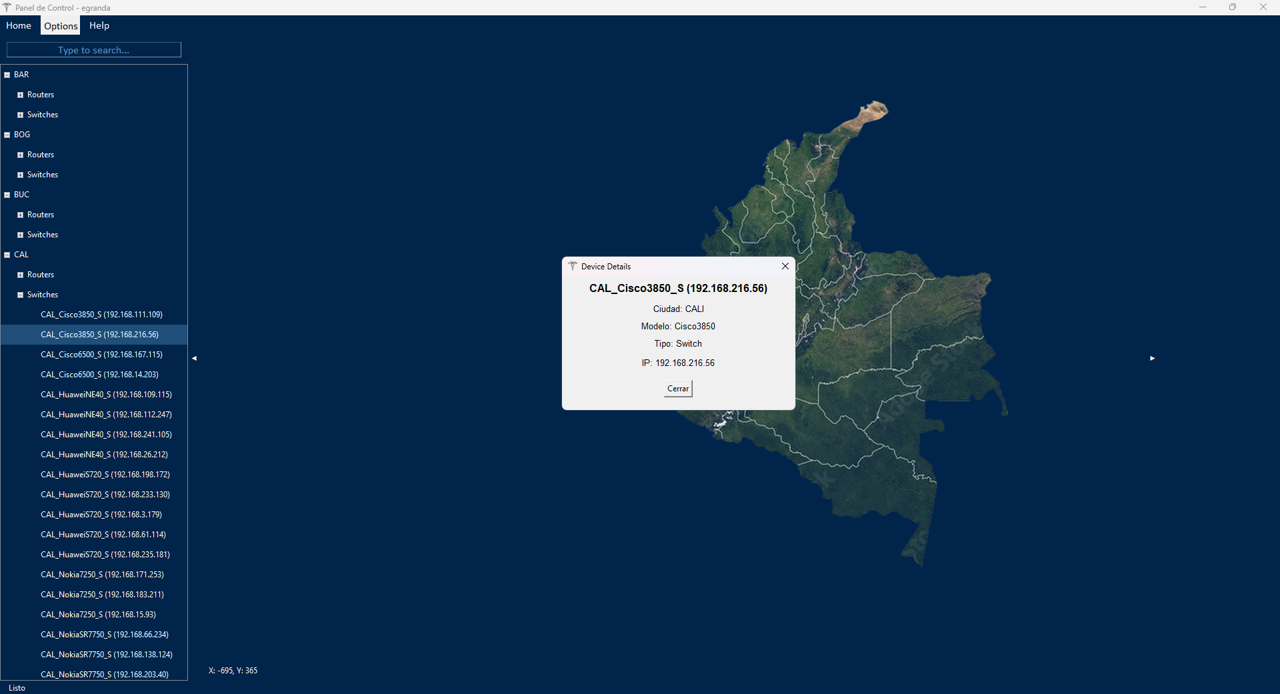 Panel de Control - egranda
Home Options Help
Type to search...
BAR
Routers
Switches
BOG
Routers
Switches
BUC
Routers
Switches
CAL
Routers
Switches
CAL_Cisco3850_S (192.168.111.109)
CAL_Cisco3850_S (192.168.216.56)
CAL_Cisco6500_S (192.168.167.115)
CAL_Cisco6500_S (192.168.14.203)
CAL_HuaweiNE40_S (192.168.109.115)
CAL_HuaweiNE40_S (192.168.112.247)
CAL_HuaweiNE40_S (192.168.241.105)
CAL_HuaweiNE40_S (192.168.26.212)
CAL_HuaweiS720_S (192.168.198.172)
CAL_HuaweiS720_S (192.168.233.130)
CAL_HuaweiS720_S (192.168.3.179)
CAL_HuaweiS720_S (192.168.61.114)
CAL_HuaweiS720_S (192.168.235.181)
CAL_Nokia7250_S (192.168.171.253)
CAL_Nokia7250_S (192.168.183.211)
CAL_Nokia7250_S (192.168.15.93)
CAL_NokiaSR7750_S (192.168.66.234)
CAL_NokiaSR7750_S (192.168.138.124)
CAL_NokiaSR7750_S (192.168.203.40)
Device Details
CAL_Cisco3850_S (192.168.216.56)
Ciudad: CALI
Modelo: Cisco3850
Tipo: Switch
IP: 192.168.216.56
Cerrar
X: -695, Y: 365
Listo